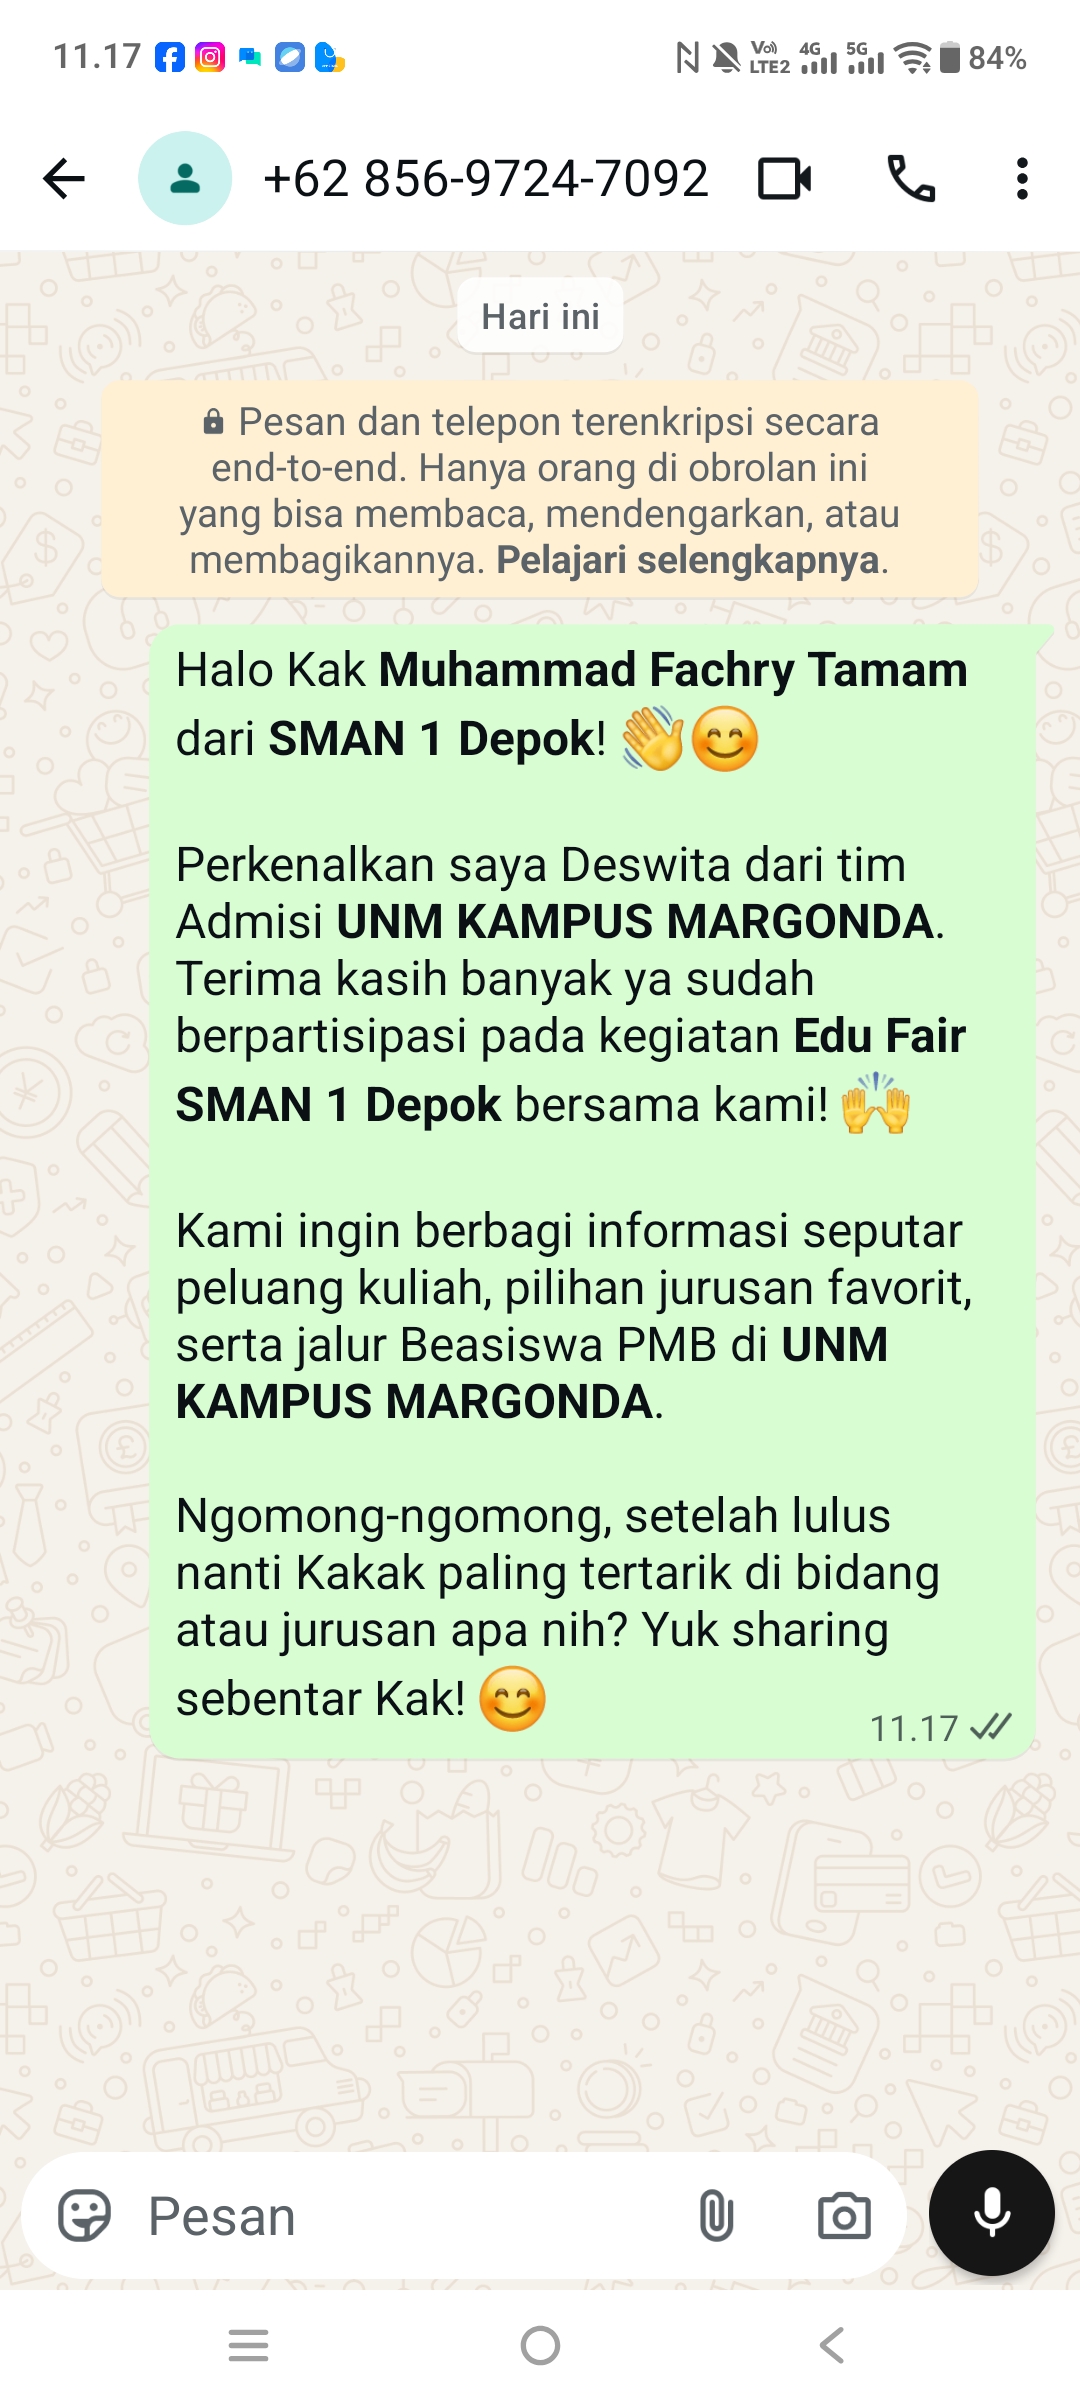 11.17 Vo) LTE2 4G 5G 84%
+62 856-9724-7092
Hari ini
Pesan dan telepon terenkripsi secara
end-to-end. Hanya orang di obrolan ini
yang bisa membaca, mendengarkan, atau
membagikannya. Pelajari selengkapnya.
Halo Kak Muhammad Fachry Tamam
dari SMAN 1 Depok! 👋😊
Perkenalkan saya Deswita dari tim
Admisi UNM KAMPUS MARGONDA.
Terima kasih banyak ya sudah
berpartisipasi pada kegiatan Edu Fair
SMAN 1 Depok bersama kami! 🙌
Kami ingin berbagi informasi seputar
peluang kuliah, pilihan jurusan favorit,
serta jalur Beasiswa PMB di UNM
KAMPUS MARGONDA.
Ngomong-ngomong, setelah lulus
nanti Kakak paling tertarik di bidang
atau jurusan apa nih? Yuk sharing
sebentar Kak! 😊
11.17
Pesan